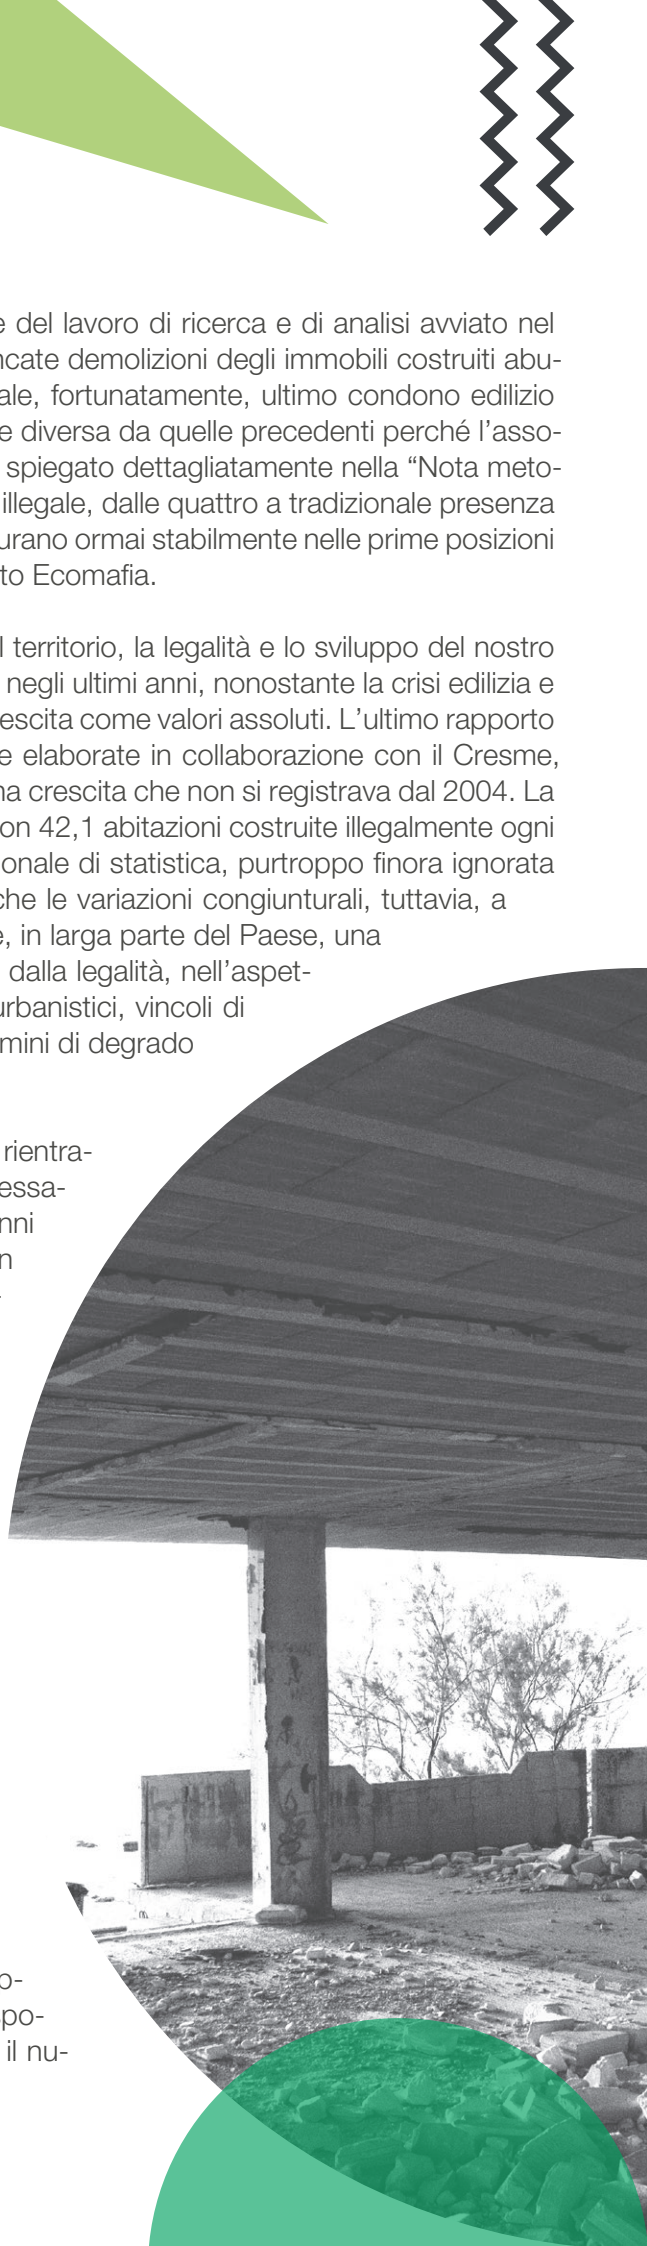 e del lavoro di ricerca e di analisi avviato nel
ncate demolizioni degli immobili costruiti abu-
ale, fortunatamente, ultimo condono edilizio
e diversa da quelle precedenti perché l’asso-
spiegato dettagliatamente nella “Nota meto-
illegale, dalle quattro a tradizionale presenza
urano ormai stabilmente nelle prime posizioni
to Ecomafia.
l territorio, la legalità e lo sviluppo del nostro
negli ultimi anni, nonostante la crisi edilizia e
escita come valori assoluti. L’ultimo rapporto
e elaborate in collaborazione con il Cresme,
na crescita che non si registrava dal 2004. La
on 42,1 abitazioni costruite illegalmente ogni
onale di statistica, purtroppo finora ignorata
che le variazioni congiunturali, tuttavia, a
e, in larga parte del Paese, una
dalla legalità, nell’aspet-
urbanistici, vincoli di
mini di degrado
rientra-
essa-
nni
n
-
o-
spo-
il nu-